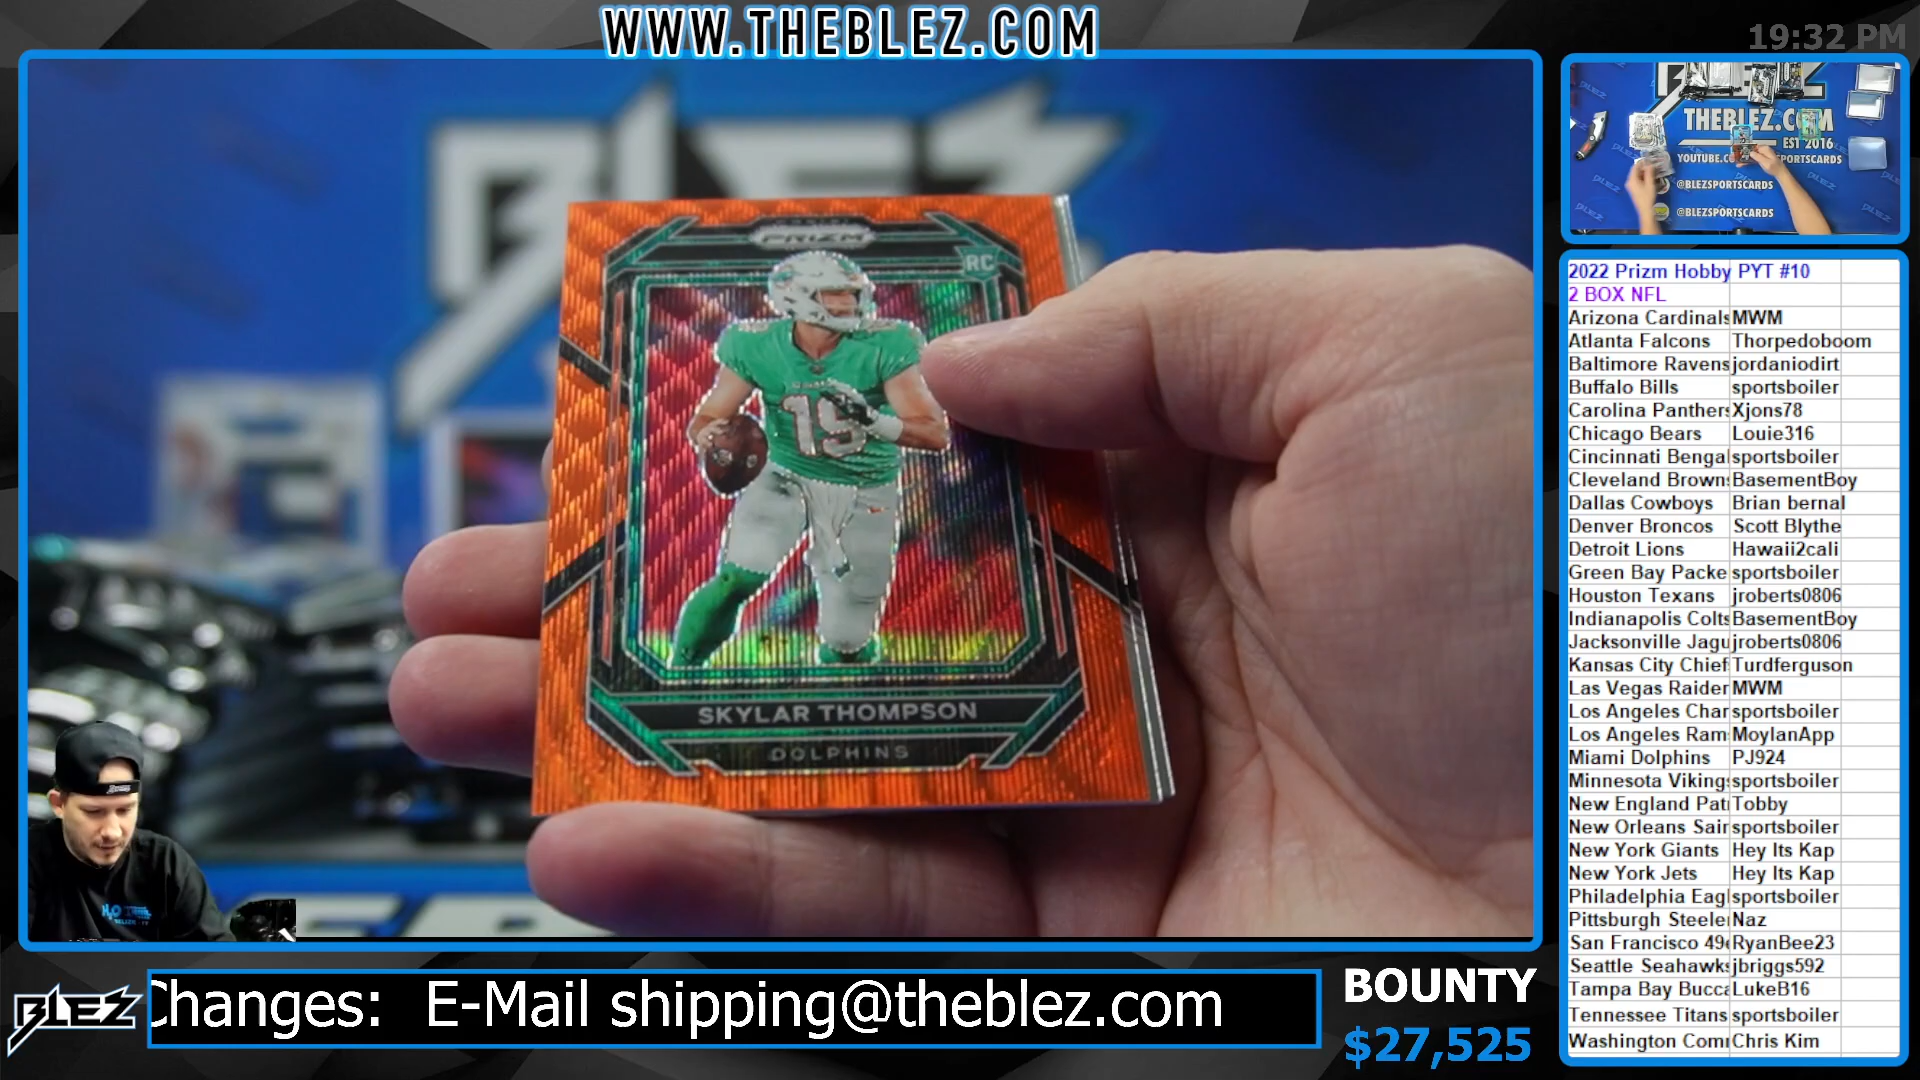 WWW.THEBLEZ.COM
19:32 PM
BLEZ
PRIZM
RC
15
SKYLAR THOMPSON
DOLPHINS
THEBLEZ.COM
EST 2016
@BLEZSPORTSCARDS
@BLEZSPORTSCARDS
2022 Prizm Hobby PYT #10
2 BOX NFL
Arizona Cardinals MWM
Atlanta Falcons Thorpedoboom
Baltimore Ravens jordaniodirt
Buffalo Bills sportsboiler
Carolina Panthers Xjons78
Chicago Bears Louie316
Cincinnati Bengal sportsboiler
Cleveland Browns BasementBoy
Dallas Cowboys Brian bernal
Denver Broncos Scott Blythe
Detroit Lions Hawaii2cali
Green Bay Packe sportsboiler
Houston Texans jroberts0806
Indianapolis Colts BasementBoy
Jacksonville Jagu jroberts0806
Kansas City Chief Turdferguson
Las Vegas Raider MWM
Los Angeles Char sportsboiler
Los Angeles Ram MoylanApp
Miami Dolphins PJ924
Minnesota Viking sportsboiler
New England Pat Tobby
New Orleans Sain sportsboiler
New York Giants Hey Its Kap
New York Jets Hey Its Kap
Philadelphia Eagl sportsboiler
Pittsburgh Steele Naz
San Francisco 49e RyanBee23
Seattle Seahawks jbriggs592
Tampa Bay Bucca LukeB16
Tennessee Titans sportsboiler
Washington Com Chris Kim
BLEZ
Changes: E-Mail shipping@theblez.com
BOUNTY
$27,525